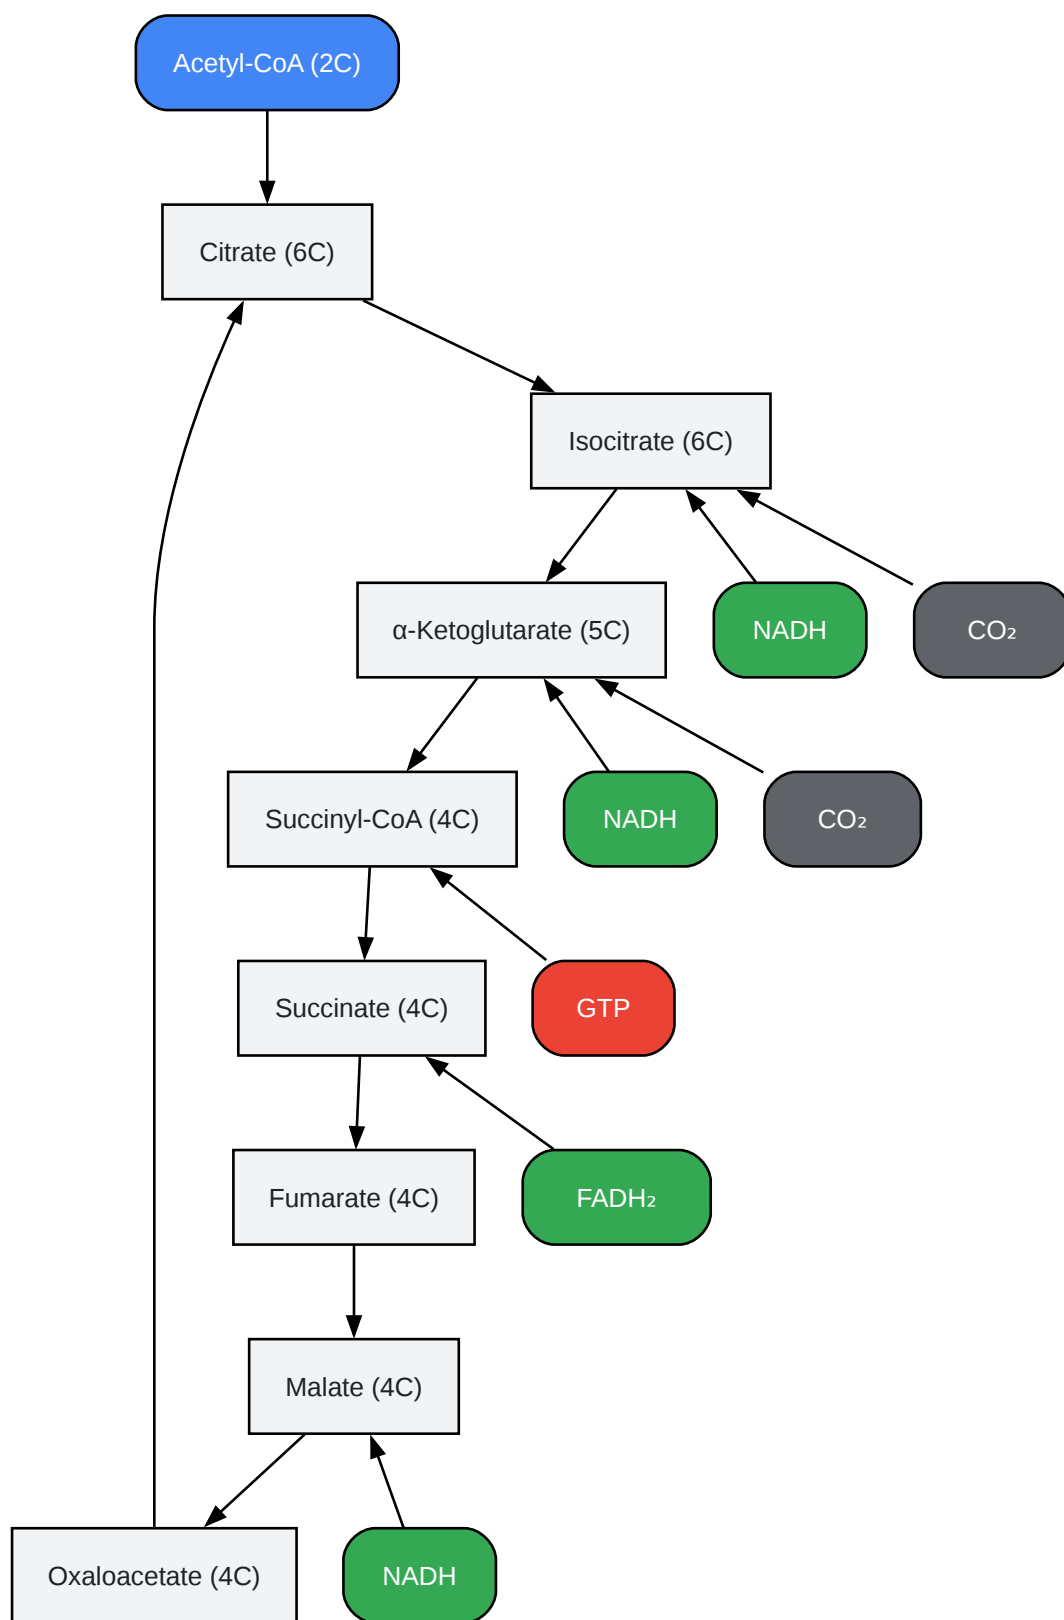 Acetyl-CoA (2C)
Citrate (6C)
Isocitrate (6C)
α-Ketoglutarate (5C)
NADH
CO₂
Succinyl-CoA (4C)
NADH
CO₂
Succinate (4C)
GTP
Fumarate (4C)
FADH₂
Malate (4C)
Oxaloacetate (4C)
NADH